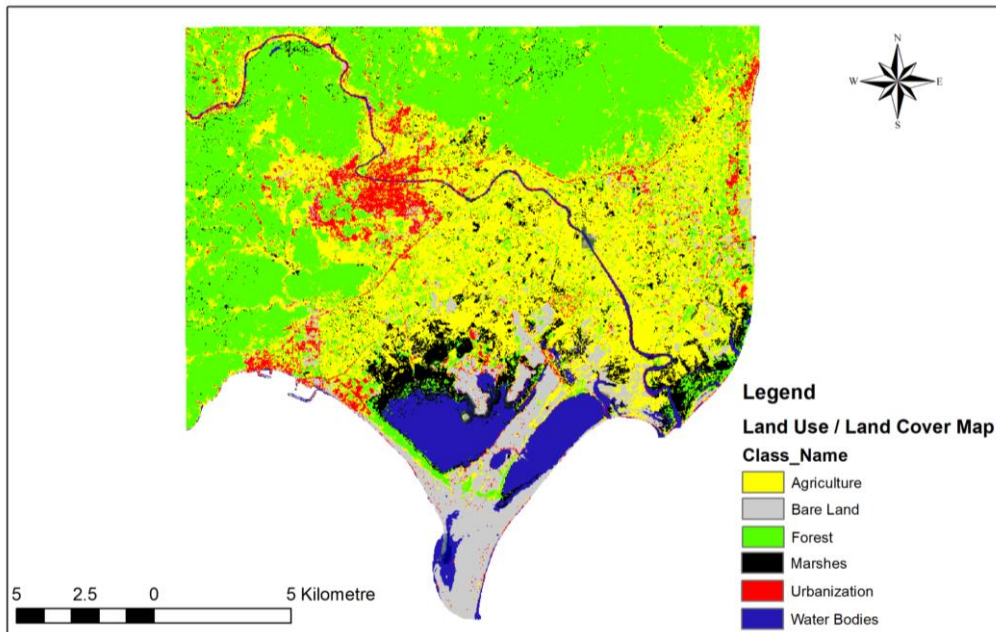 N
W E
S
Legend
Land Use / Land Cover Map
Class_Name
Agriculture
Bare Land
Forest
Marshes
Urbanization
Water Bodies
5 2.5 0 5 Kilometre